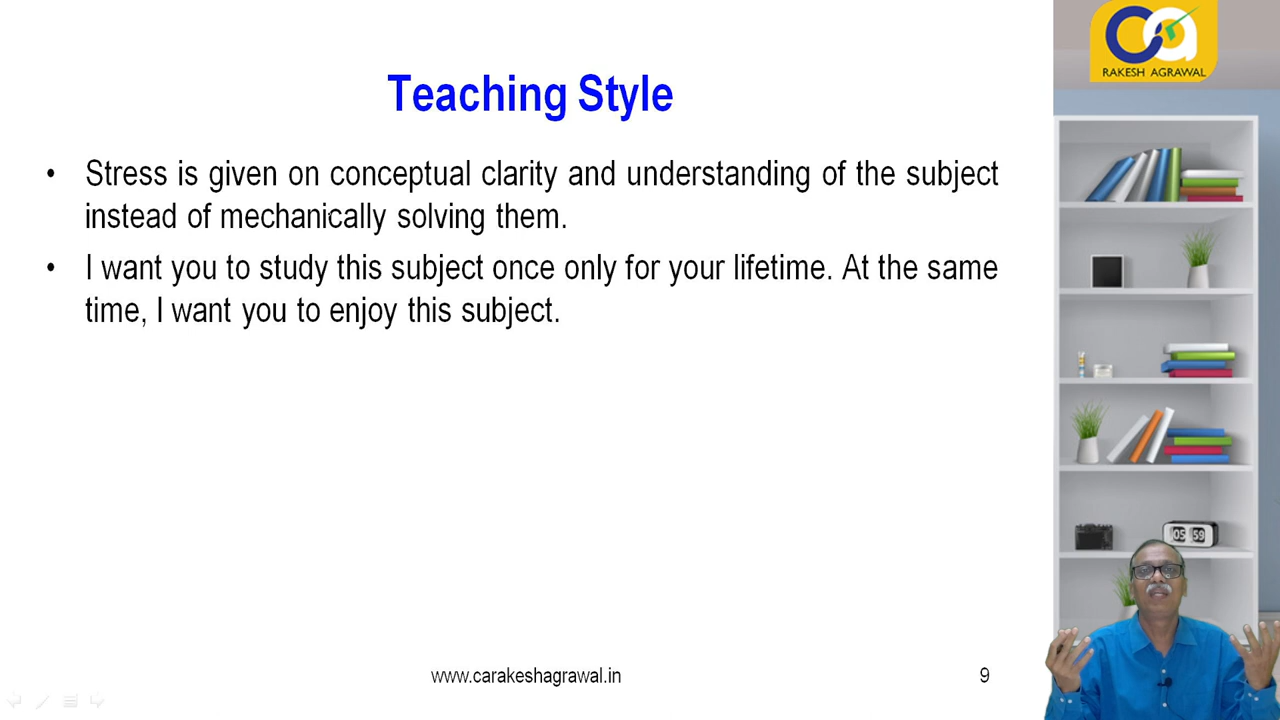 RAKESH AGRAWAL
Teaching Style
• Stress is given on conceptual clarity and understanding of the subject
instead of mechanically solving them.
• I want you to study this subject once only for your lifetime. At the same
time, I want you to enjoy this subject.
05 59
www.carakeshagrawal.in
9